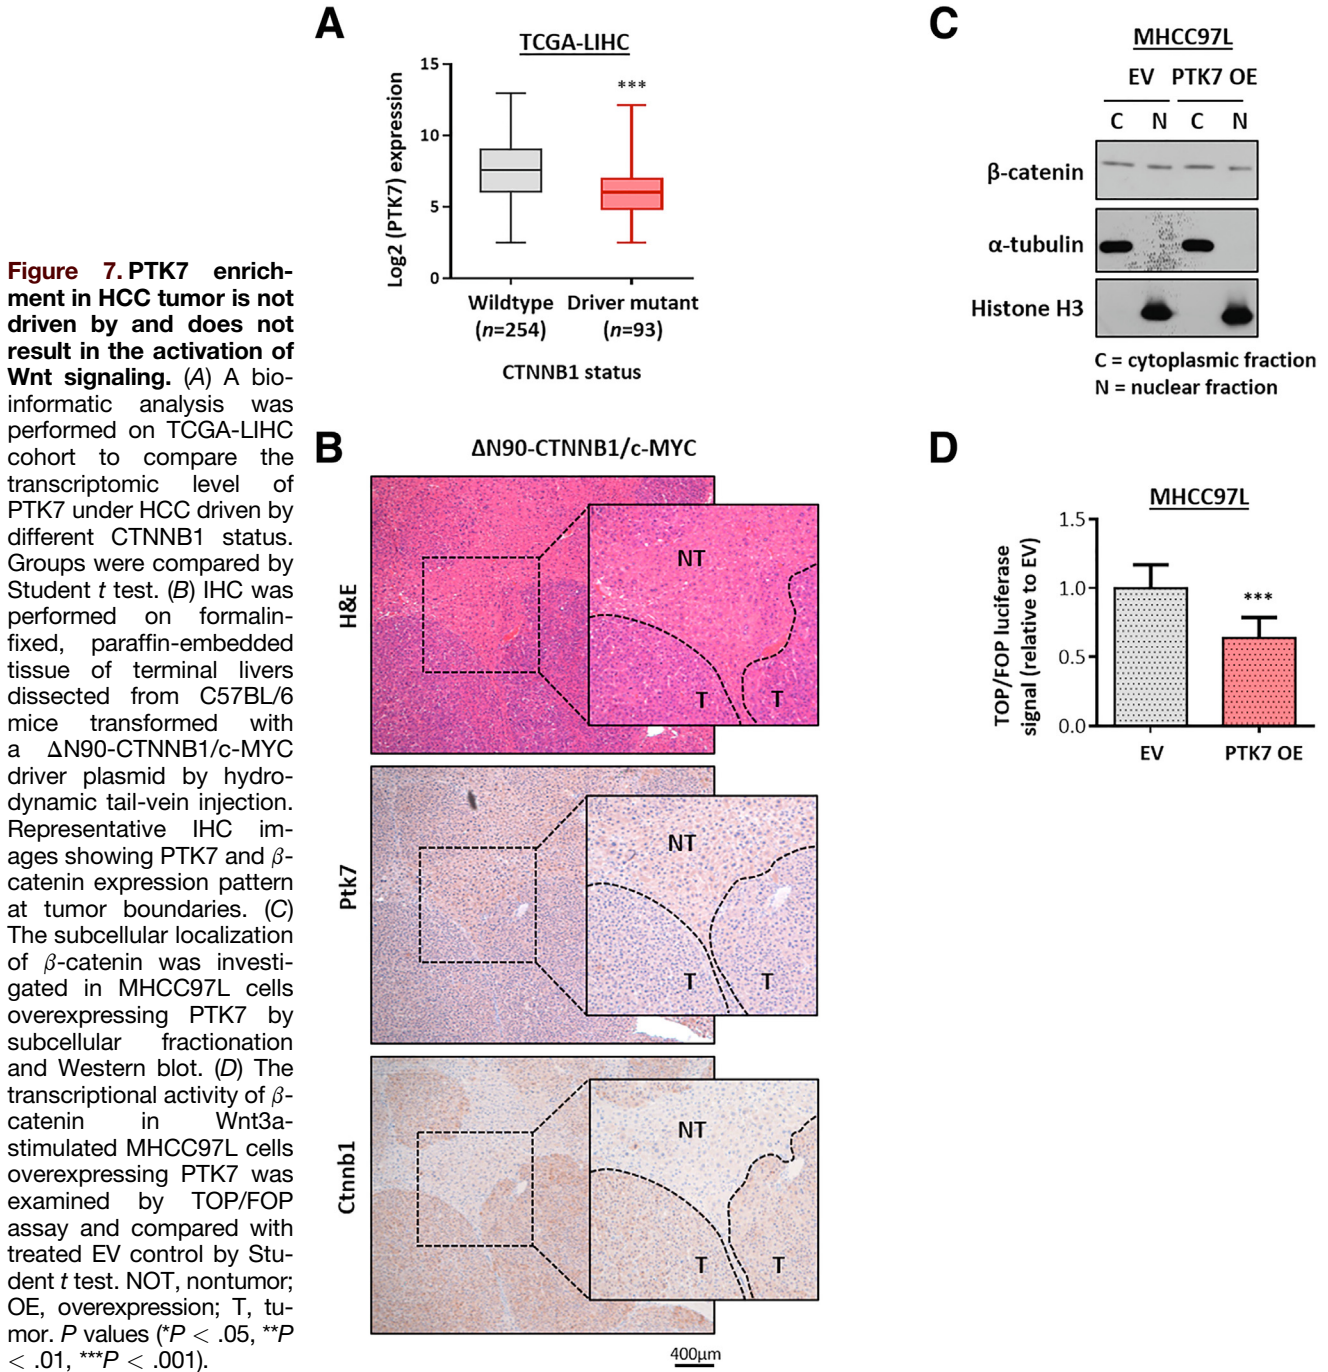 Figure 7. PTK7 enrich-
ment in HCC tumor is not
driven by and does not
result in the activation of
Wnt signaling. (A) A bio-
informatic analysis was
performed on TCGA-LIHC
cohort to compare the
transcriptomic level of
PTK7 under HCC driven by
different CTNNB1 status.
Groups were compared by
Student t test. (B) IHC was
performed on formalin-
fixed, paraffin-embedded
tissue of terminal livers
dissected from C57BL/6
mice transformed with
a ΔN90-CTNNB1/c-MYC
driver plasmid by hydro-
dynamic tail-vein injection.
Representative IHC im-
ages showing PTK7 and β-
catenin expression pattern
at tumor boundaries. (C)
The subcellular localization
of β-catenin was investi-
gated in MHCC97L cells
overexpressing PTK7 by
subcellular fractionation
and Western blot. (D) The
transcriptional activity of β-
catenin in Wnt3a-
stimulated MHCC97L cells
overexpressing PTK7 was
examined by TOP/FOP
assay and compared with
treated EV control by Stu-
dent t test. NOT, nontumor;
OE, overexpression; T, tu-
mor. P values (*P < .05, **P
< .01, ***P < .001).
A
TCGA-LIHC
Log2 (PTK7) expression
15
10
5
0
***
Wildtype Driver mutant
(n=254) (n=93)
CTNNB1 status
B
ΔN90-CTNNB1/c-MYC
H&E
NT
T T
Ptk7
NT
T T
Ctnnb1
NT
T T
400μm
C
MHCC97L
EV PTK7 OE
C N C N
β-catenin
α-tubulin
Histone H3
C = cytoplasmic fraction
N = nuclear fraction
D
MHCC97L
TOP/FOP luciferase
signal (relative to EV)
1.5
1.0
0.5
0.0
***
EV PTK7 OE